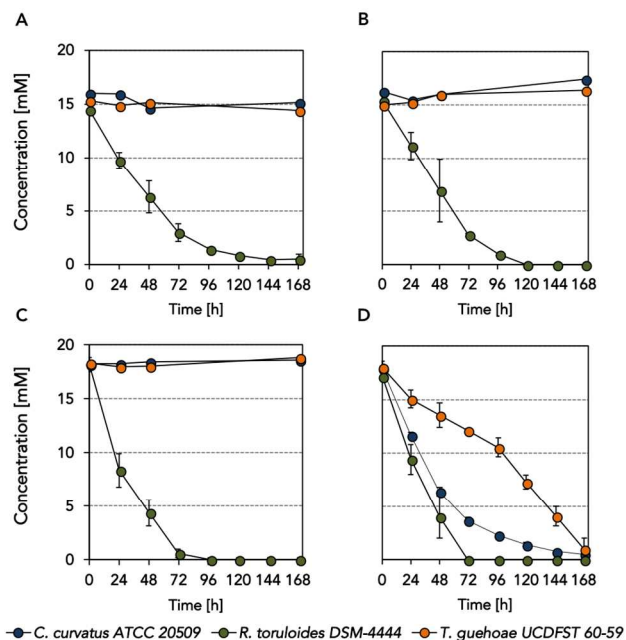 A
20
15
10
5
0
Concentration [mM]
0 24 48 72 96 120 144 168
Time [h]
B
0 24 48 72 96 120 144 168
Time [h]
C
20
15
10
5
0
Concentration [mM]
0 24 48 72 96 120 144 168
Time [h]
D
0 24 48 72 96 120 144 168
Time [h]
C. curvatus ATCC 20509 R. toruloides DSM-4444 T. guehoae UCDFST 60-59